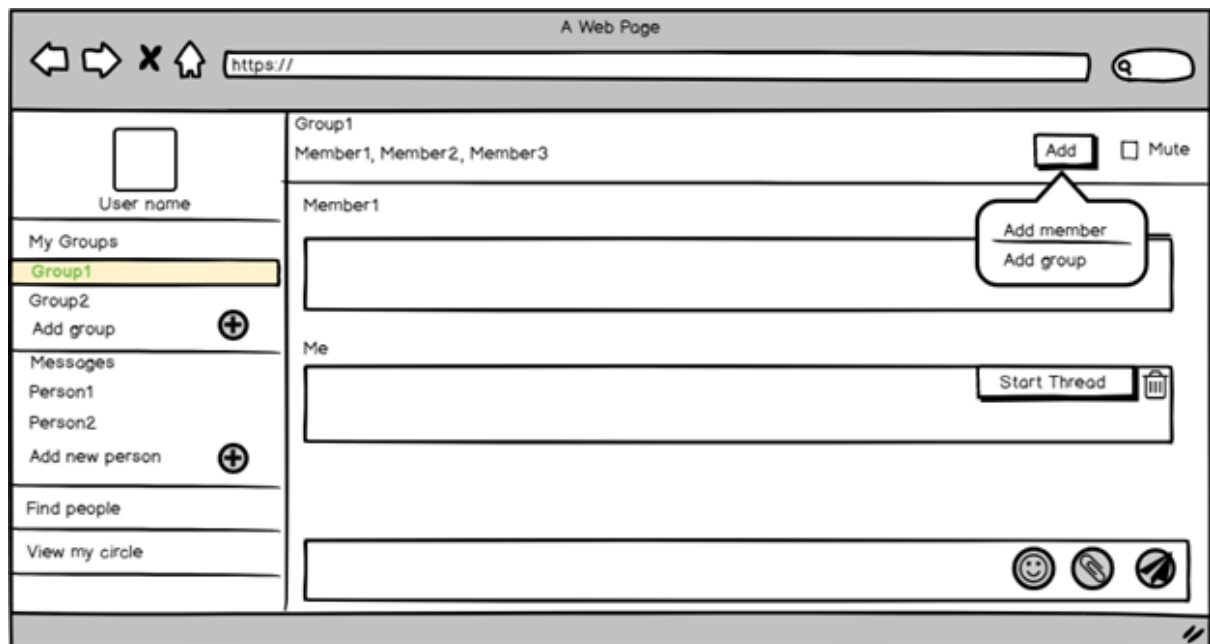 A Web Page
https://
User name
My Groups
Group1
Group2
Add group
Messages
Person1
Person2
Add new person
Find people
View my circle
Group1
Member1, Member2, Member3
Add
Mute
Add member
Add group
Member1
Me
Start Thread